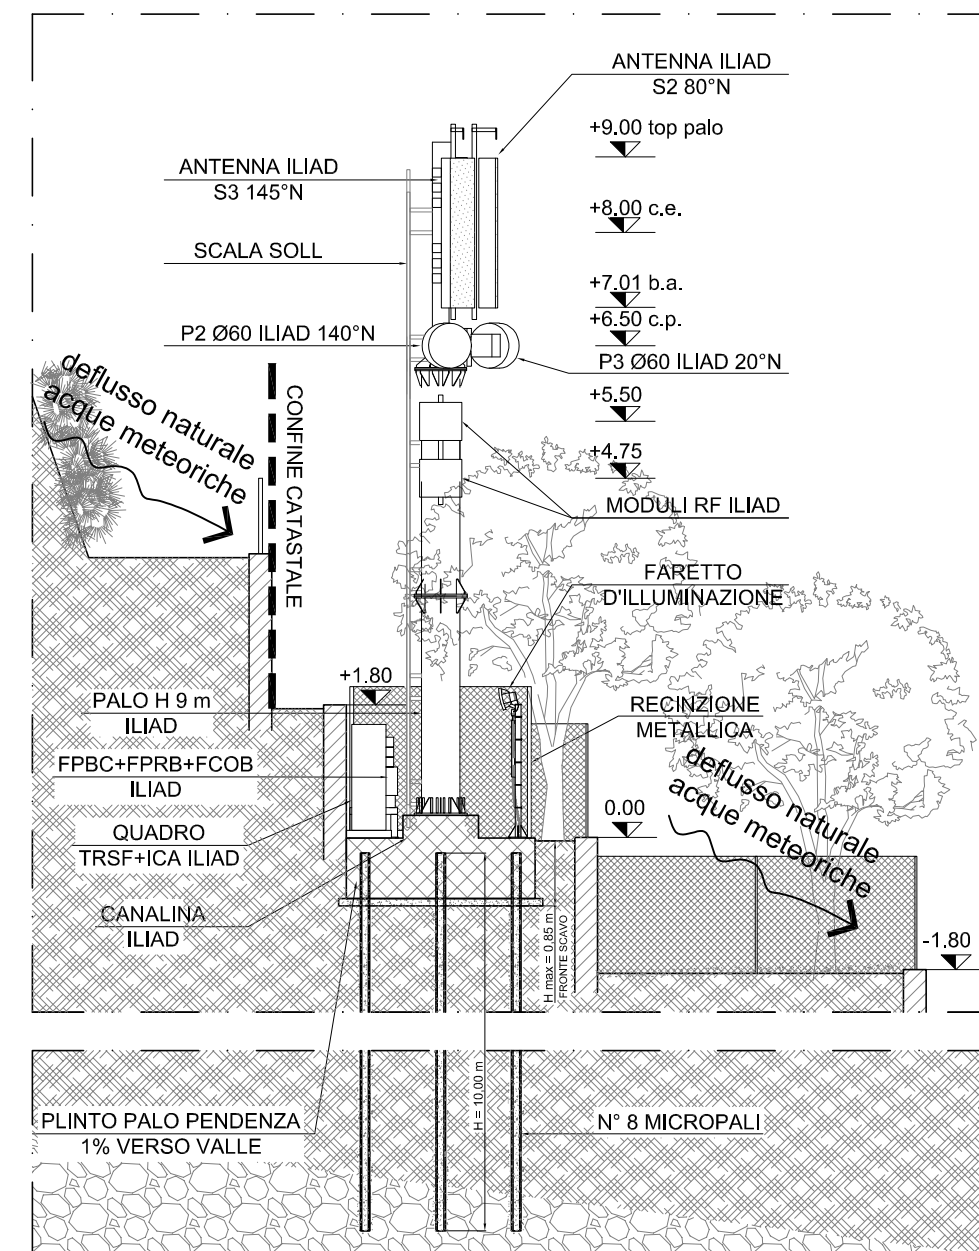 ANTENNA ILIAD
S2 80°N
+9.00 top palo
ANTENNA ILIAD
S3 145°N
+8.00 c.e.
SCALA SOLL
+7.01 b.a.
+6.50 c.p.
P2 Ø60 ILIAD 140°N
P3 Ø60 ILIAD 20°N
deflusso naturale
acque meteoriche
CONFINE CATASTALE
+5.50
+4.75
MODULI RF ILIAD
FARETTO
D'ILLUMINAZIONE
+1.80
PALO H 9 m
ILIAD
RECINZIONE
METALLICA
FPBC+FPRB+FCOB
ILIAD
deflusso naturale
acque meteoriche
0.00
QUADRO
TRSF+ICA ILIAD
CANALINA
ILIAD
-1.80
H max = 0,85 m
FRONTE SCAVO
H = 10.00 m
PLINTO PALO PENDENZA
1% VERSO VALLE
N° 8 MICROPALI